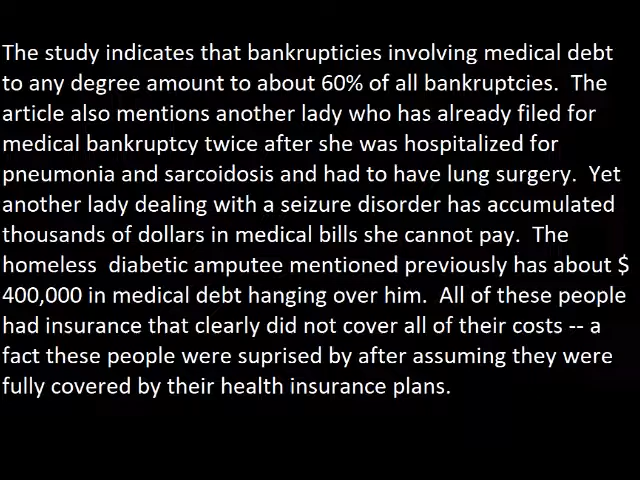 The study indicates that bankrupticies involving medical debt
to any degree amount to about 60% of all bankruptcies.  The
article also mentions another lady who has already filed for
medical bankruptcy twice after she was hospitalized for
pneumonia and sarcoidosis and had to have lung surgery.  Yet
another lady dealing with a seizure disorder has accumulated
thousands of dollars in medical bills she cannot pay.  The
homeless  diabetic amputee mentioned previously has about $
400,000 in medical debt hanging over him.  All of these people
had insurance that clearly did not cover all of their costs -- a
fact these people were suprised by after assuming they were
fully covered by their health insurance plans.